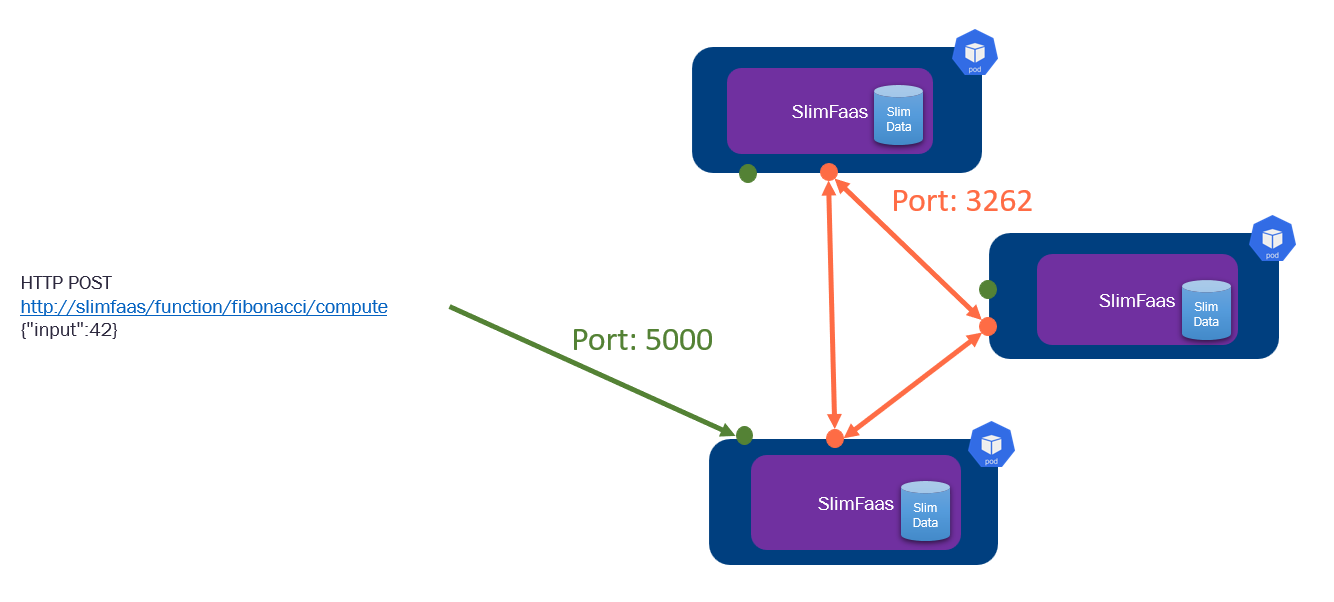 pod
SlimFaas
Slim
Data
Port: 3262
pod
HTTP POST
http://slimfaas/function/fibonacci/compute
{"input":42}
SlimFaas
Slim
Data
Port: 5000
pod
SlimFaas
Slim
Data